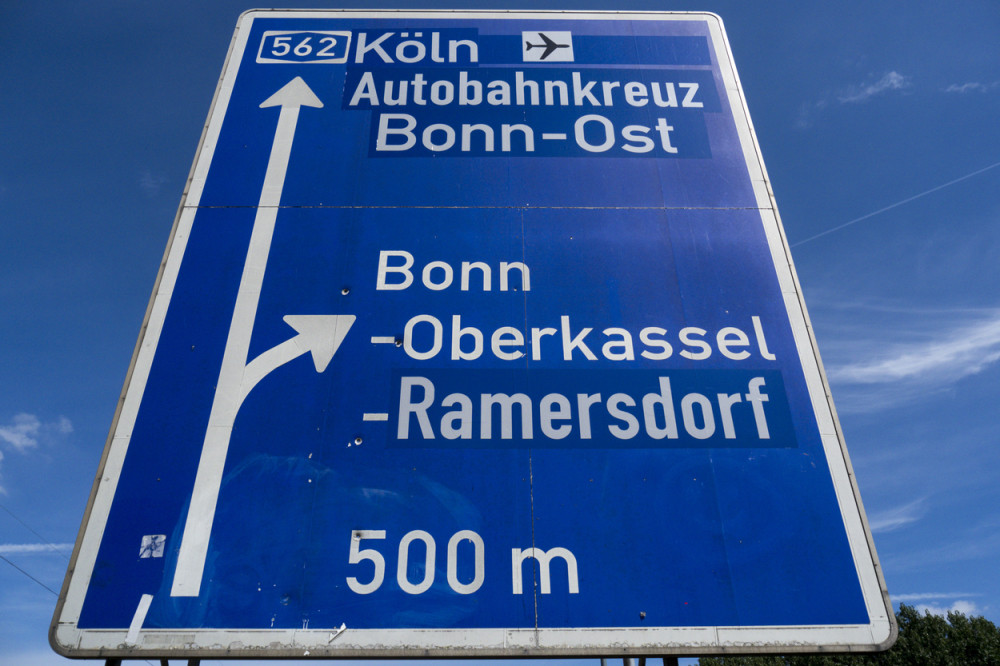 562 Köln
Autobahnkreuz
Bonn-Ost
Bonn
-Oberkassel
-Ramersdorf
500 m